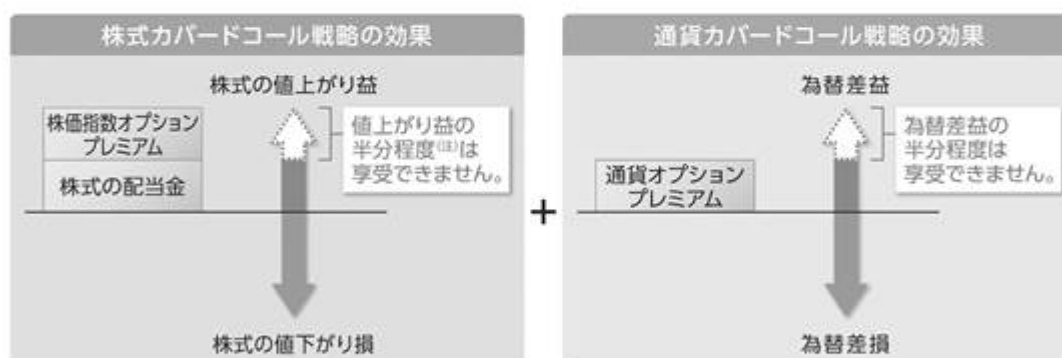 株式カバードコール戦略の効果
株式の値上がり益
株価指数オプション
プレミアム
株式の配当金
値上がり益の
半分程度(注)は
享受できません。
株式の値下がり損
+
通貨カバードコール戦略の効果
為替差益
通貨オプション
プレミアム
為替差益の
半分程度は
享受できません。
為替差損